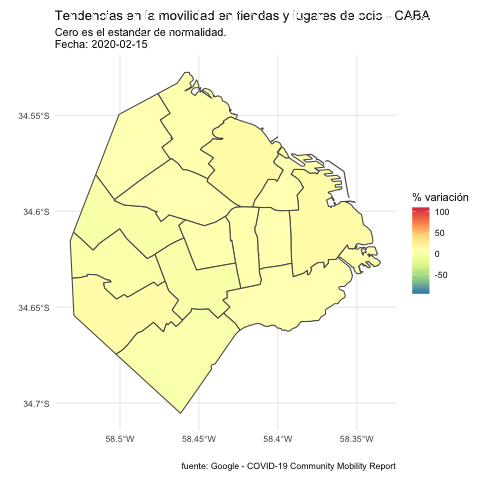 Tendencias en la movilidad en tiendas y lugares de ocio - CABA
Cero es el estandar de normalidad.
Fecha: 2020-02-15
34.55°S
34.6°S
34.65°S
34.7°S
58.5°W
58.45°W
58.4°W
58.35°W
% variación
100
50
0
-50
fuente: Google - COVID-19 Community Mobility Report